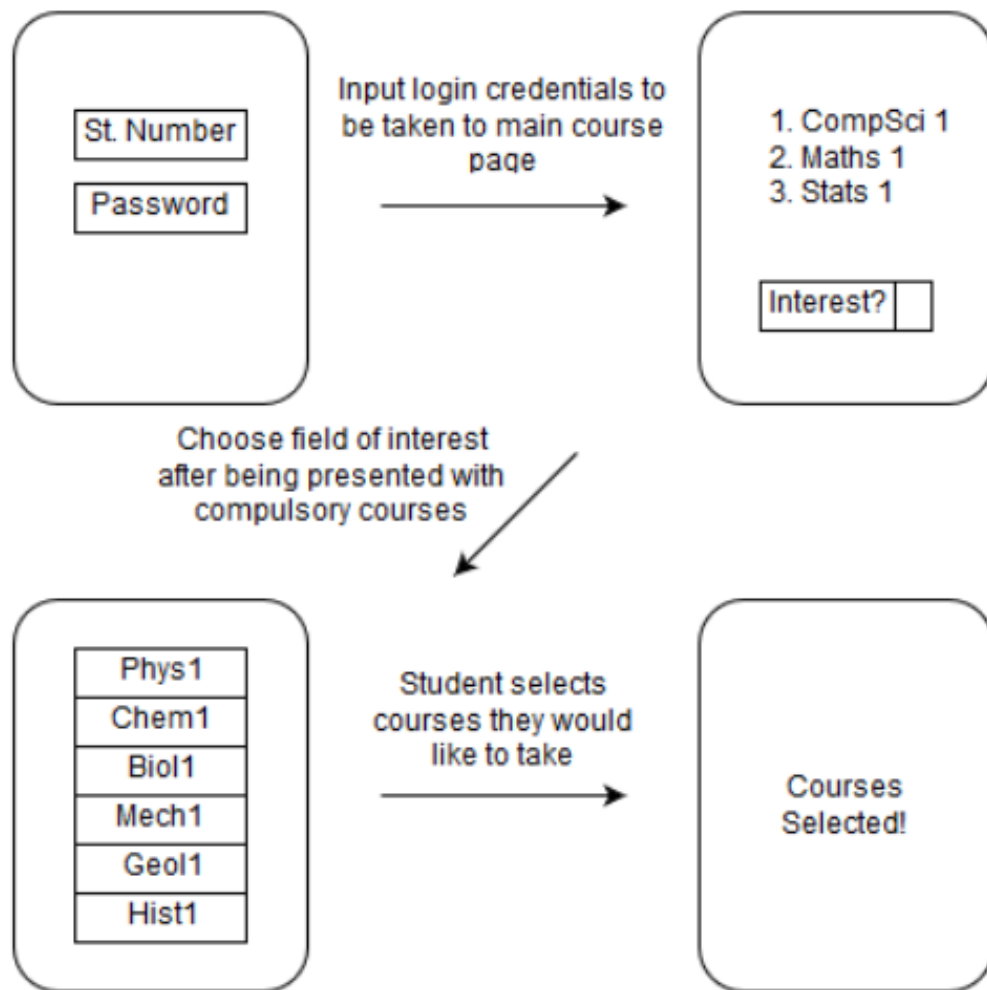 St. Number
Password
Input login credentials to
be taken to main course
page
1. CompSci 1
2. Maths 1
3. Stats 1
Interest?
Choose field of interest
after being presented with
compulsory courses
Phys1
Chem1
Biol1
Mech1
Geol1
Hist1
Student selects
courses they would
like to take
Courses
Selected!